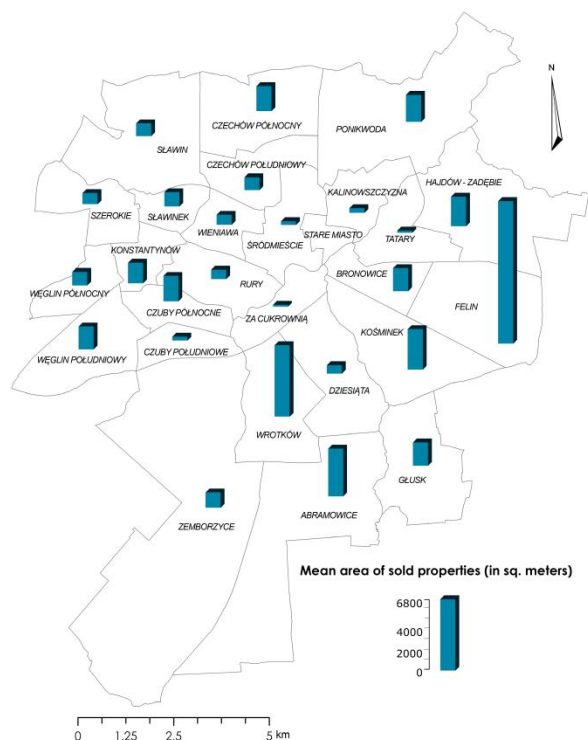 N
CZECHÓW PÓŁNOCNY
PONIKWODA
SŁAWIN
CZECHÓW POŁUDNIOWY
KALINOWSZCZYZNA
HAJDÓW - ZADĘBIE
SZEROKIE
SŁAWINEK
WIENIAWA
STARE MIASTO
TATARY
ŚRÓDMIEŚCIE
KONSTANTYNÓW
BRONOWICE
RURY
WĘGLIN PÓŁNOCNY
CZUBY PÓŁNOCNE
ZA CUKROWNIĄ
FELIN
KOŚMINEK
WĘGLIN POŁUDNIOWY
CZUBY POŁUDNIOWE
DZIESIĄTA
WROTKÓW
GŁUSK
ABRAMOWICE
ZEMBORZYCE
Mean area of sold properties (in sq. meters)
6800
4000
2000
0
0 1,25 2.5 5 km